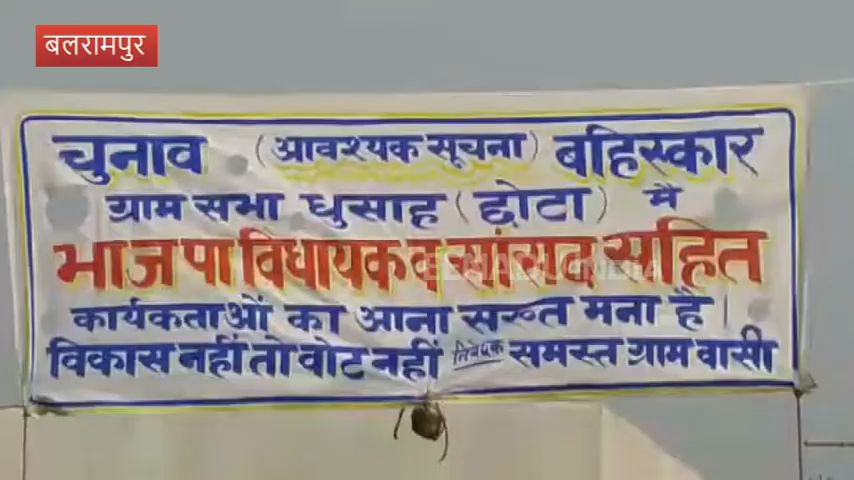 बलरामपुर
चुनाव (आवश्यक सूचना) बहिस्कार
ग्राम सभा धुसाह (छोटा) मे
भाजपा विधायक व सांसद सहित
कार्यकताओं का आना सख्त मना है।
विकास नहीं तो वोट नहीं निवेदक समस्त ग्राम वासी